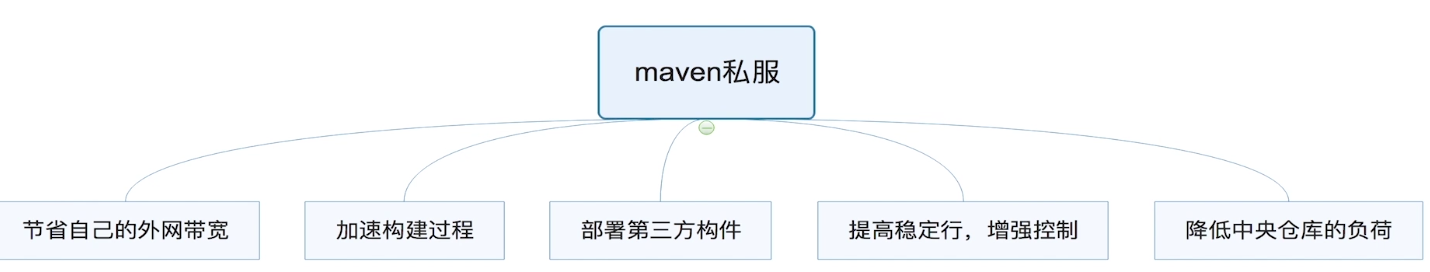 maven私服
节省自己的外网带宽
加速构建过程
部署第三方构件
提高稳定行，增强控制
降低中央仓库的负荷